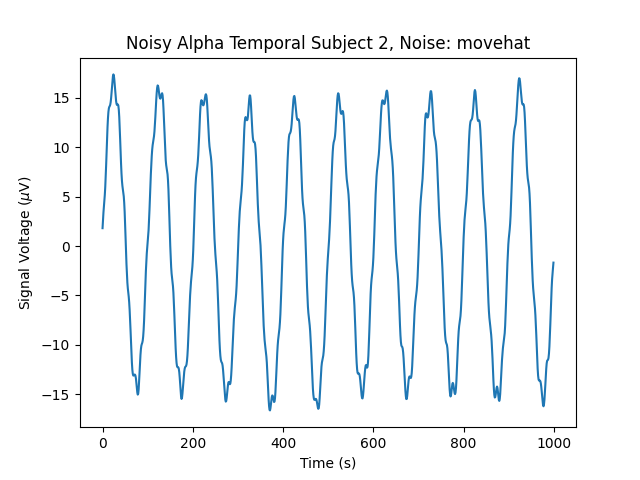 Noisy Alpha Temporal Subject 2, Noise: movehat
Signal Voltage (μV)
15
10
5
0
−5
−10
−15
0 200 400 600 800 1000
Time (s)